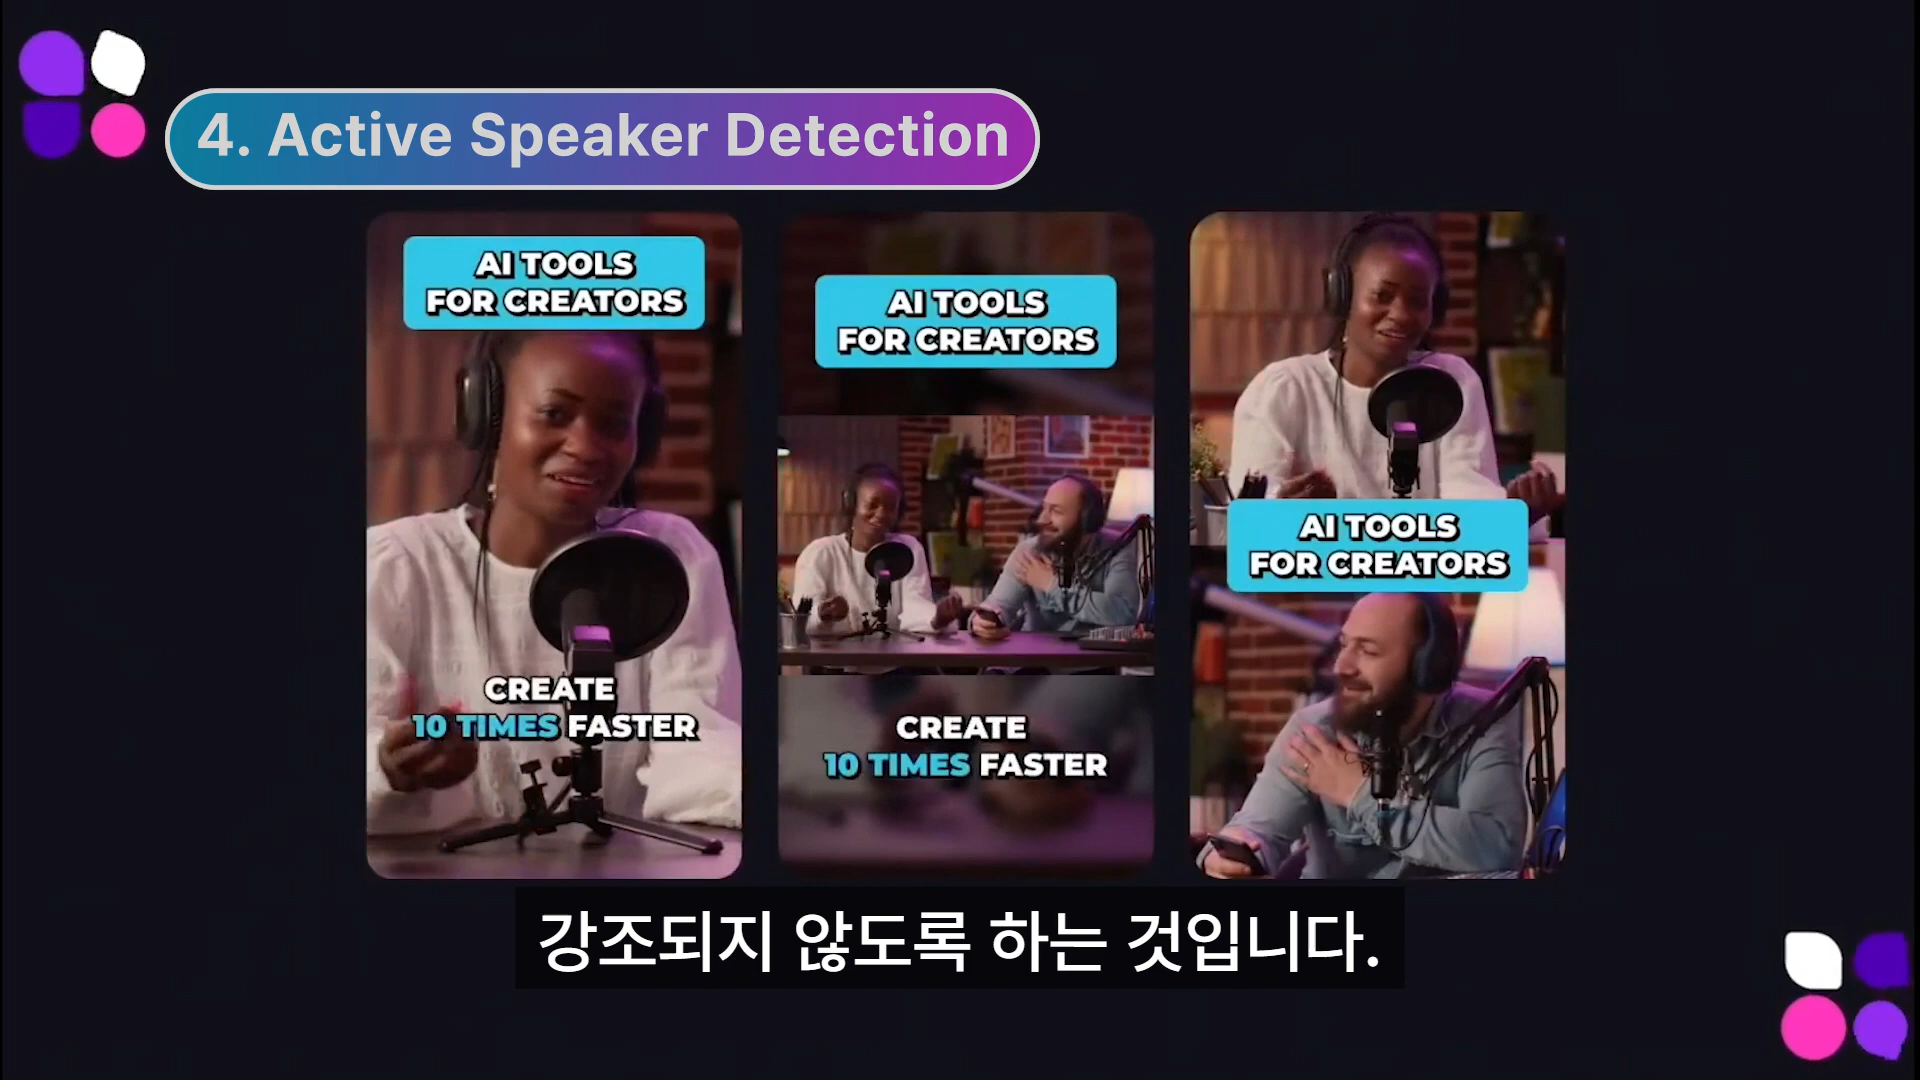 4. Active Speaker Detection
AI TOOLS
FOR CREATORS
CREATE
10 TIMES FASTER
AI TOOLS
FOR CREATORS
CREATE
10 TIMES FASTER
AI TOOLS
FOR CREATORS
강조되지 않도록 하는 것입니다.